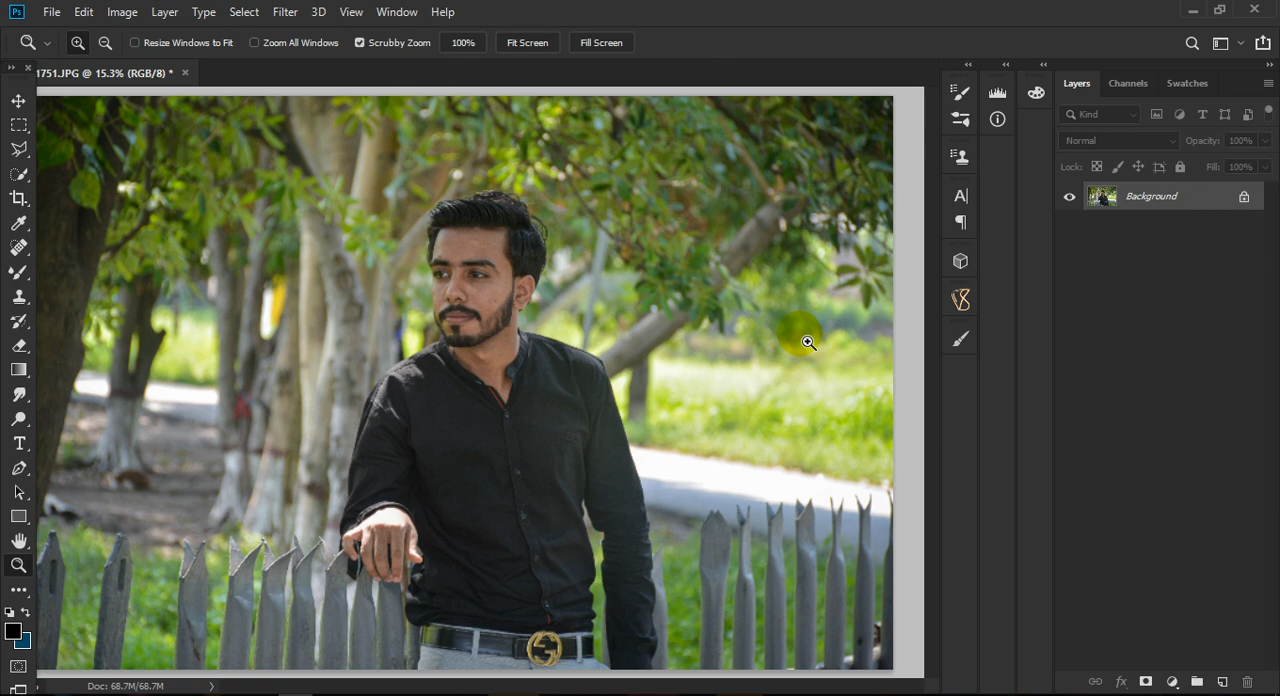 Ps File Edit Image Layer Type Select Filter 3D View Window Help
Resize Windows to Fit Zoom All Windows Scrubby Zoom 100% Fit Screen Fill Screen
1751.JPG @ 15.3% (RGB/8) *
Layers Channels Swatches
Kind
Normal Opacity: 100%
Lock: Fill: 100%
Background
Doc: 68.7M/68.7M